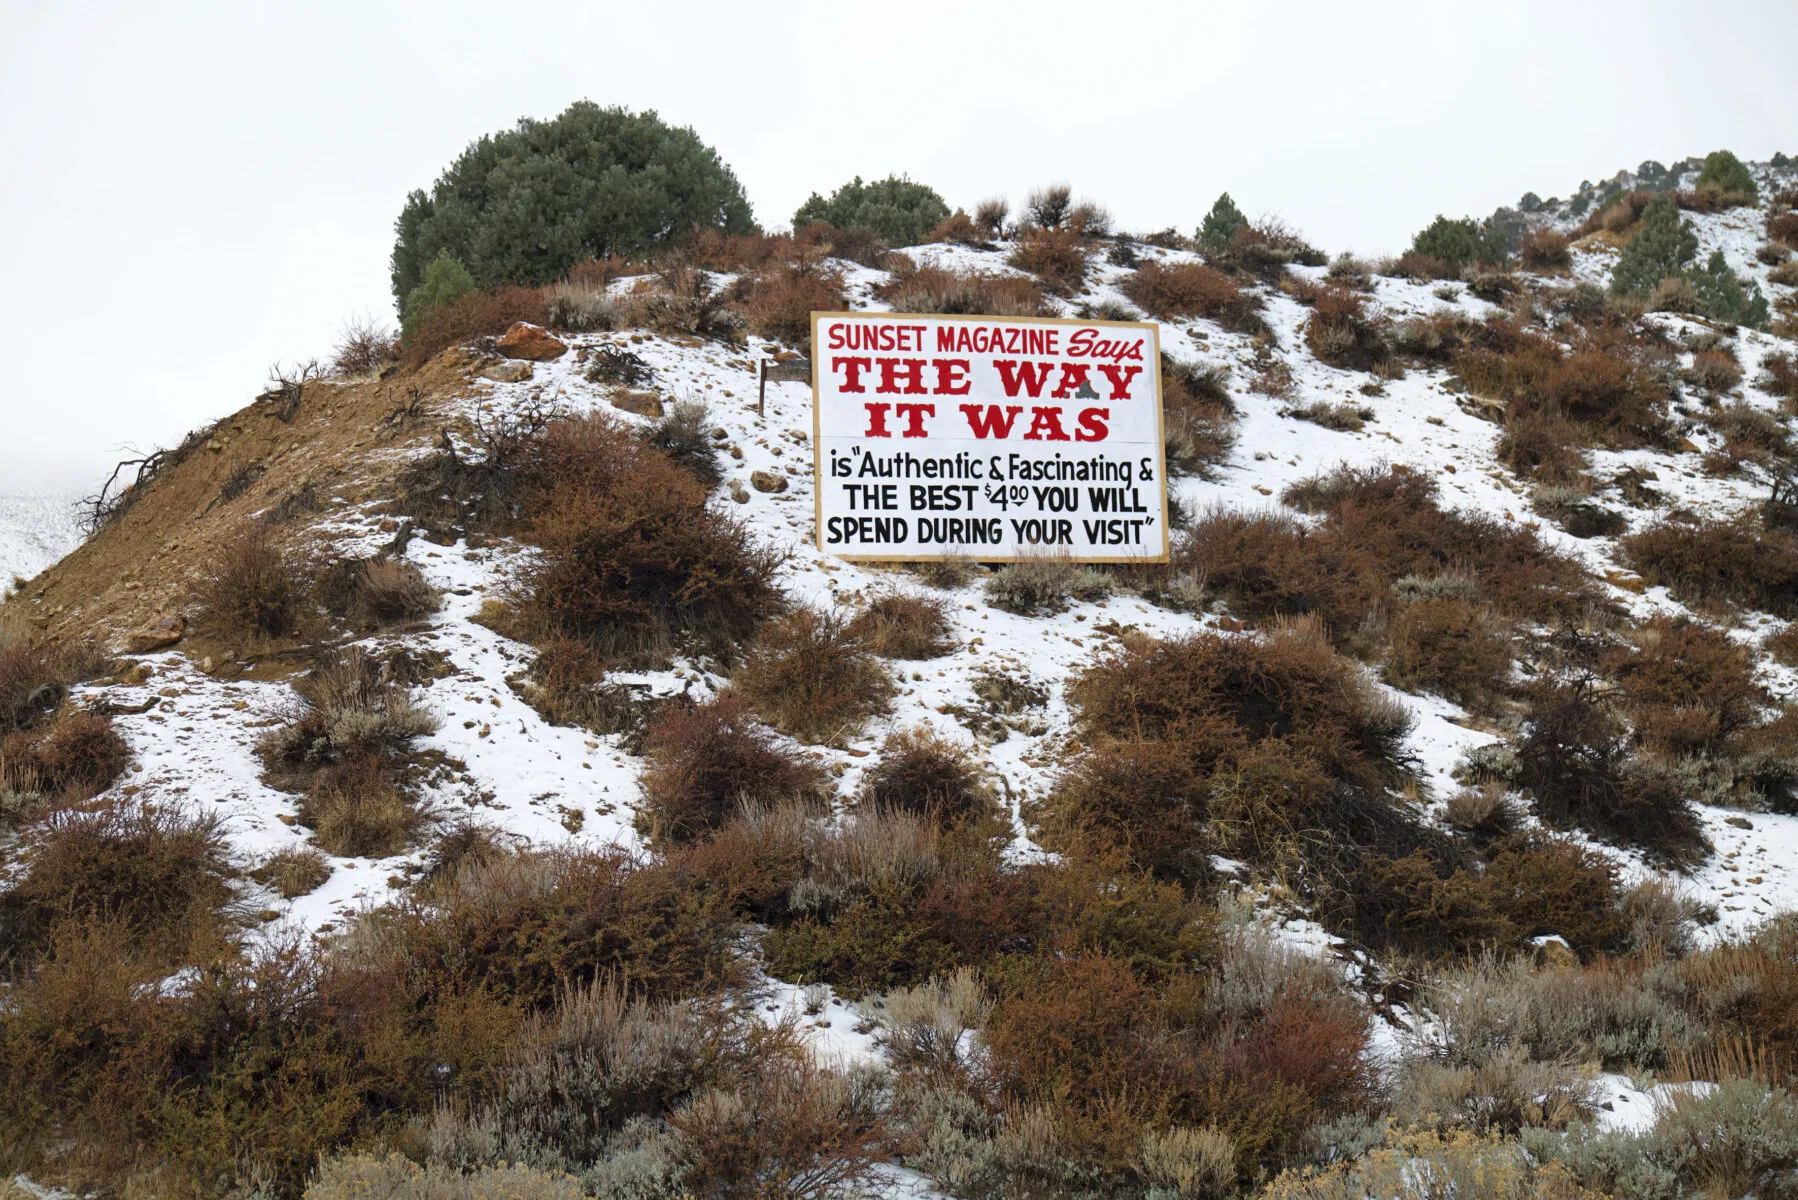 SUNSET MAGAZINE Says
THE WAY
IT WAS
is "Authentic & Fascinating &
THE BEST $4.00 YOU WILL
SPEND DURING YOUR VISIT"